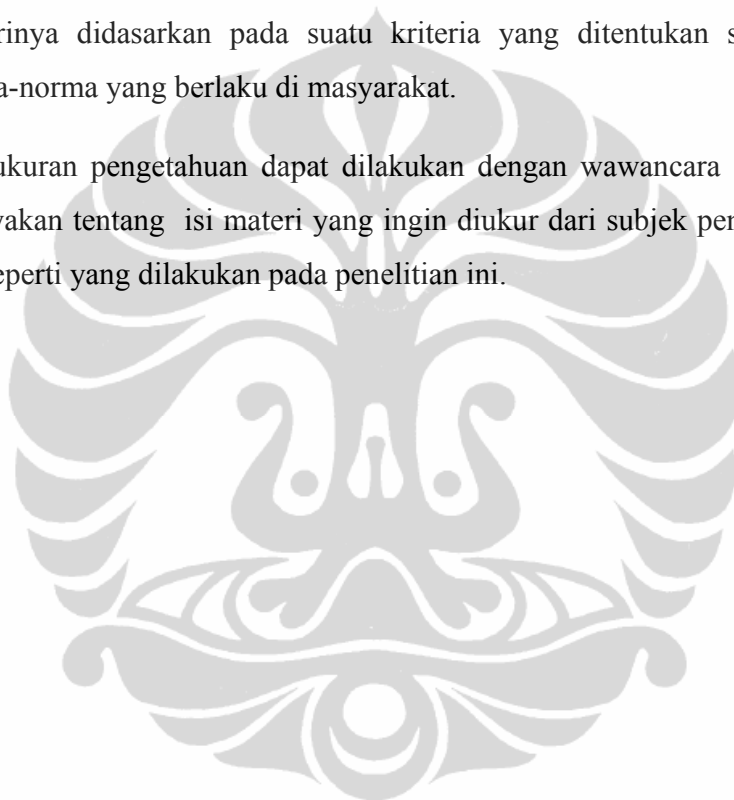 rinya didasarkan pada suatu kriteria yang ditentukan s
a-norma yang berlaku di masyarakat.
ukuran pengetahuan dapat dilakukan dengan wawancara
yakan tentang isi materi yang ingin diukur dari subjek pen
eperti yang dilakukan pada penelitian ini.